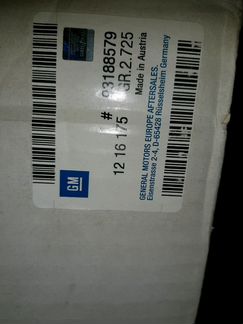 # 93188579
12 16 175 GR.2.725
Made in Austria
GM
GENERAL MOTORS EUROPE AFTERSALES,
Eisenstrasse 2-4, D-65428 Rüsselsheim Germany